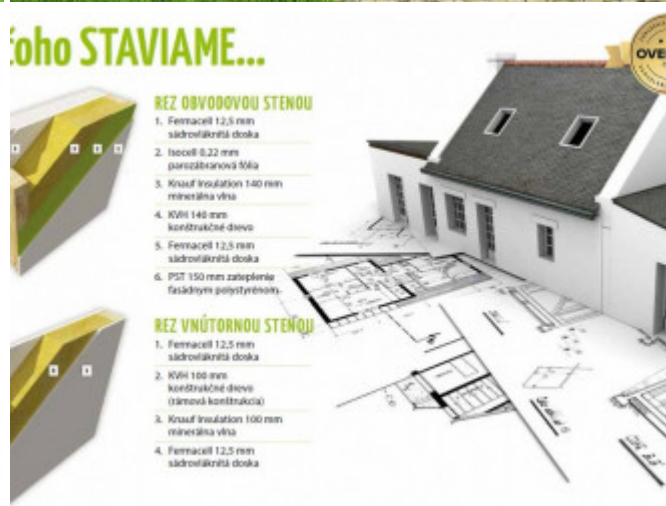 čoho STAVIAME...
OVE
REZ OBVODOVOU STENOU
1. Fermacell 12,5 mm
sádrovláknitá doska
2. Isocell 0,22 mm
parozábranová fólia
3. Knauf Insulation 140 mm
minerálna vlna
4. KVH 140 mm
konštrukčné drevo
5. Fermacell 12,5 mm
sádrovláknitá doska
6. PST 150 mm zateplenie
fasádnym polystyrénom
REZ VNÚTORNOU STENOU
1. Fermacell 12,5 mm
sádrovláknitá doska
2. KVH 100 mm
konštrukčné drevo
(rámová konštrukcia)
3. Knauf Insulation 100 mm
minerálna vlna
4. Fermacell 12,5 mm
sádrovláknitá doska